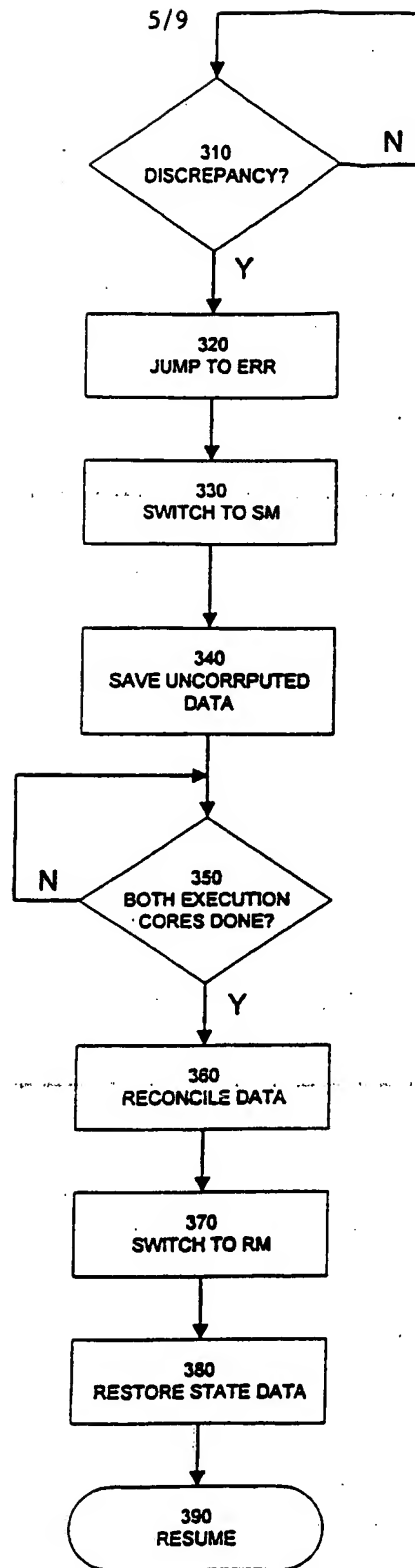 5/9
310
DISCREPANCY?
N
Y
320
JUMP TO ERR
330
SWITCH TO SM
340
SAVE UNCORRPUTED
DATA
N
350
BOTH EXECUTION
CORES DONE?
Y
360
RECONCILE DATA
370
SWITCH TO RM
380
RESTORE STATE DATA
390
RESUME